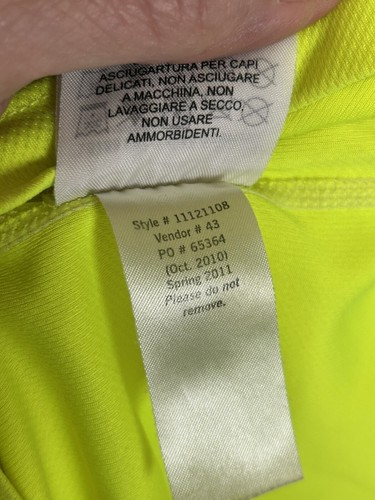 ASCIUGARTURA PER CAPI
DELICATI, NON ASCIUGARE
A MACCHINA, NON
LAVAGGIARE A SECCO,
NON USARE
AMMORBIDENTI.
Style # 11121108
Vendor # 43
PO # 65364
(Oct. 2010)
Spring 2011
Please do not
remove.